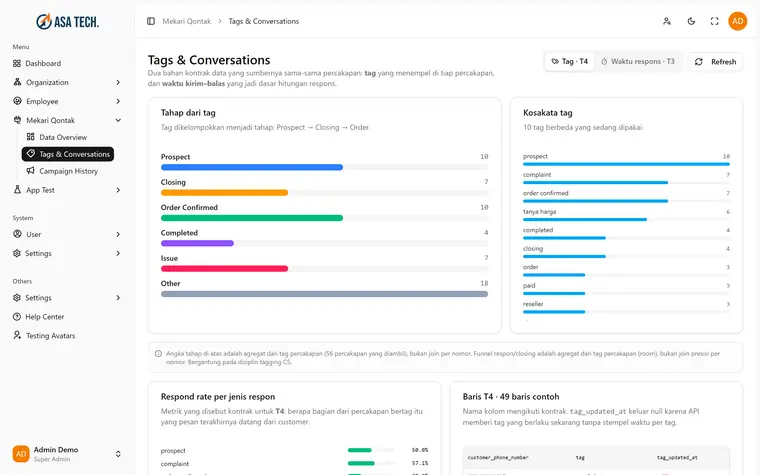 ASA TECH.
Menu
Dashboard
Organization
Employee
Mekari Qontak
Data Overview
Tags & Conversations
Campaign History
App Test
System
User
Settings
Others
Settings
Help Center
Testing Avatars
AD
Admin Demo
Super Admin
Mekari Qontak > Tags & Conversations
AD
Tags & Conversations
Dua bahan kontrak data yang sumbernya sama-sama percakapan: tag yang menempel di tiap percakapan,
dan waktu kirim–balas yang jadi dasar hitungan respons.
Tag · T4
Waktu respons · T3
Refresh
Tahap dari tag
Tag dikelompokkan menjadi tahap: Prospect → Closing → Order.
Prospect 10
Closing 7
Order Confirmed 10
Completed 4
Issue 7
Other 18
Kosakata tag
10 tag berbeda yang sedang dipakai.
prospect 10
complaint 7
order confirmed 7
tanya harga 6
completed 4
closing 4
order 3
paid 3
reseller 3
Angka tahap di atas adalah agregat dari tag percakapan (56 percakapan yang diambil), bukan join per nomor. Funnel respon/closing adalah agregat dari tag percakapan (room), bukan join presisi per
nomor. Bergantung pada disiplin tagging CS.
Respond rate per jenis respon
Metrik yang disebut kontrak untuk T4: berapa bagian dari percakapan bertag itu
yang pesan terakhirnya datang dari customer.
prospect 50.0%
complaint 57.1%
Baris T4 · 49 baris contoh
Nama kolom mengikuti kontrak. tag_updated_at keluar null karena API
memberi tag yang berlaku sekarang tanpa stempel waktu per tag.
customer_phone_number tag tag_updated_at